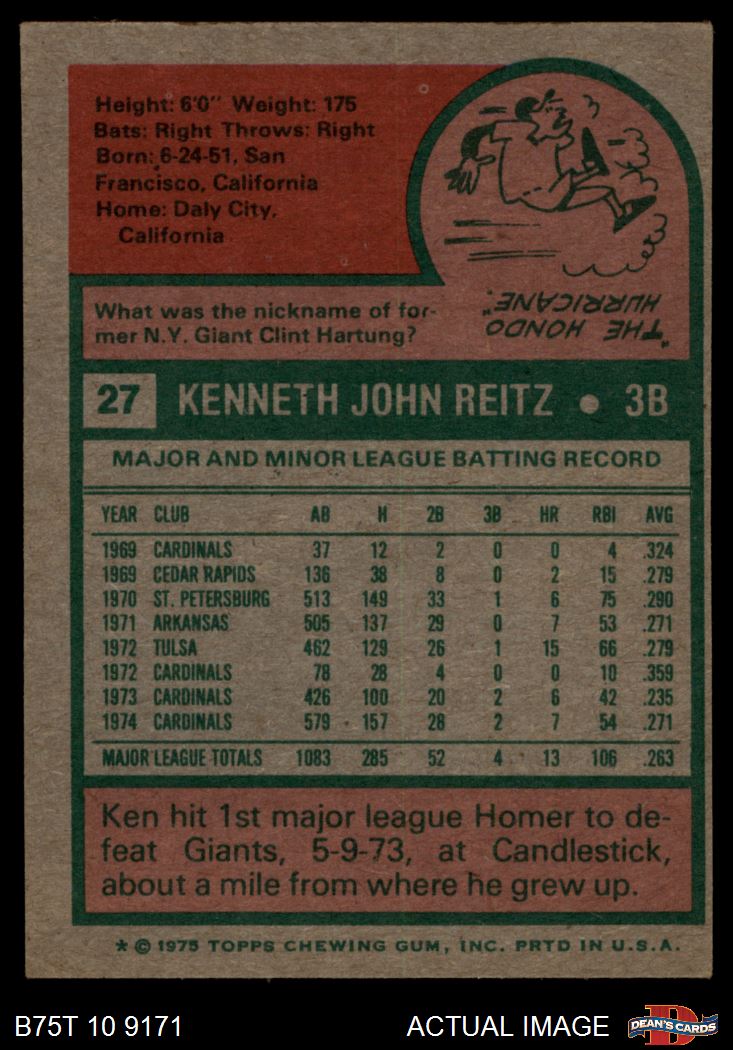 Height: 6'0" Weight: 175
Bats: Right Throws: Right
Born: 6-24-51, San
Francisco, California
Home: Daly City,
California
What was the nickname of for-
mer N.Y. Giant Clint Hartung?
"THE HONDO
HURRICANE".
27 KENNETH JOHN REITZ • 3B
MAJOR AND MINOR LEAGUE BATTING RECORD
YEAR CLUB AB H 2B 3B HR RBI AVG
1969 CARDINALS 37 12 2 0 0 4 .324
1969 CEDAR RAPIDS 136 38 8 0 2 15 .279
1970 ST. PETERSBURG 513 149 33 1 6 75 .290
1971 ARKANSAS 505 137 29 0 7 53 .271
1972 TULSA 462 129 26 1 15 66 .279
1972 CARDINALS 78 28 4 0 0 10 .359
1973 CARDINALS 426 100 20 2 6 42 .235
1974 CARDINALS 579 157 28 2 7 54 .271
MAJOR LEAGUE TOTALS 1083 285 52 4 13 106 .263
Ken hit 1st major league Homer to de-
feat Giants, 5-9-73, at Candlestick,
about a mile from where he grew up.
* © 1975 TOPPS CHEWING GUM, INC. PRTD IN U.S.A.
B75T 10 9171 ACTUAL IMAGE DEAN'S CARDS